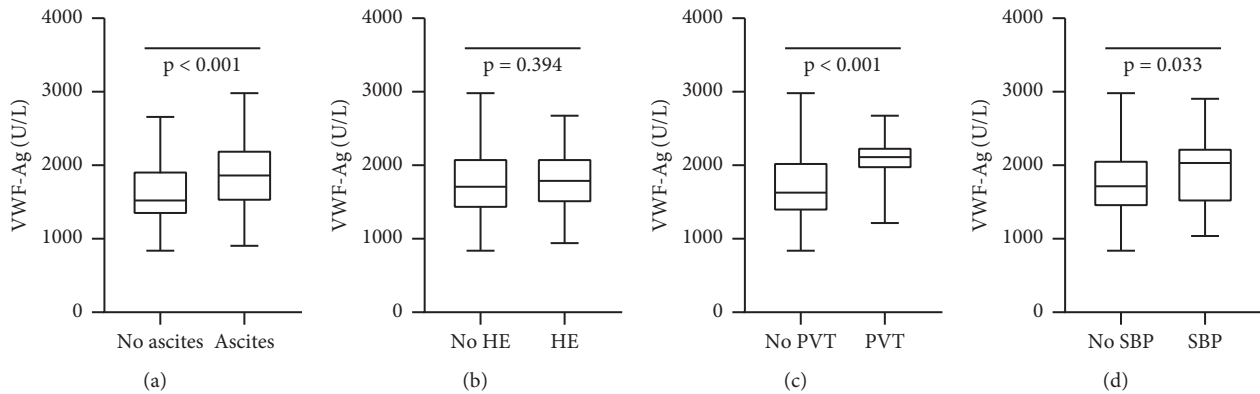 4000
3000
2000
1000
0
VWF-Ag (U/L)
p < 0.001
No ascites
Ascites
(a)
4000
3000
2000
1000
0
VWF-Ag (U/L)
p = 0.394
No HE
HE
(b)
4000
3000
2000
1000
0
VWF-Ag (U/L)
p < 0.001
No PVT
PVT
(c)
4000
3000
2000
1000
0
VWF-Ag (U/L)
p = 0.033
No SBP
SBP
(d)